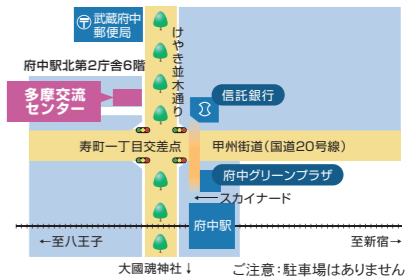 武蔵府中
郵便局
けやき並木通り
府中駅北第2庁舎6階
多摩交流
センター
信託銀行
寿町一丁目交差点
甲州街道(国道20号線)
府中グリーンプラザ
←スカイナード
府中駅
←至八王子
至新宿→
大國魂神社↓
ご注意:駐車場はありません